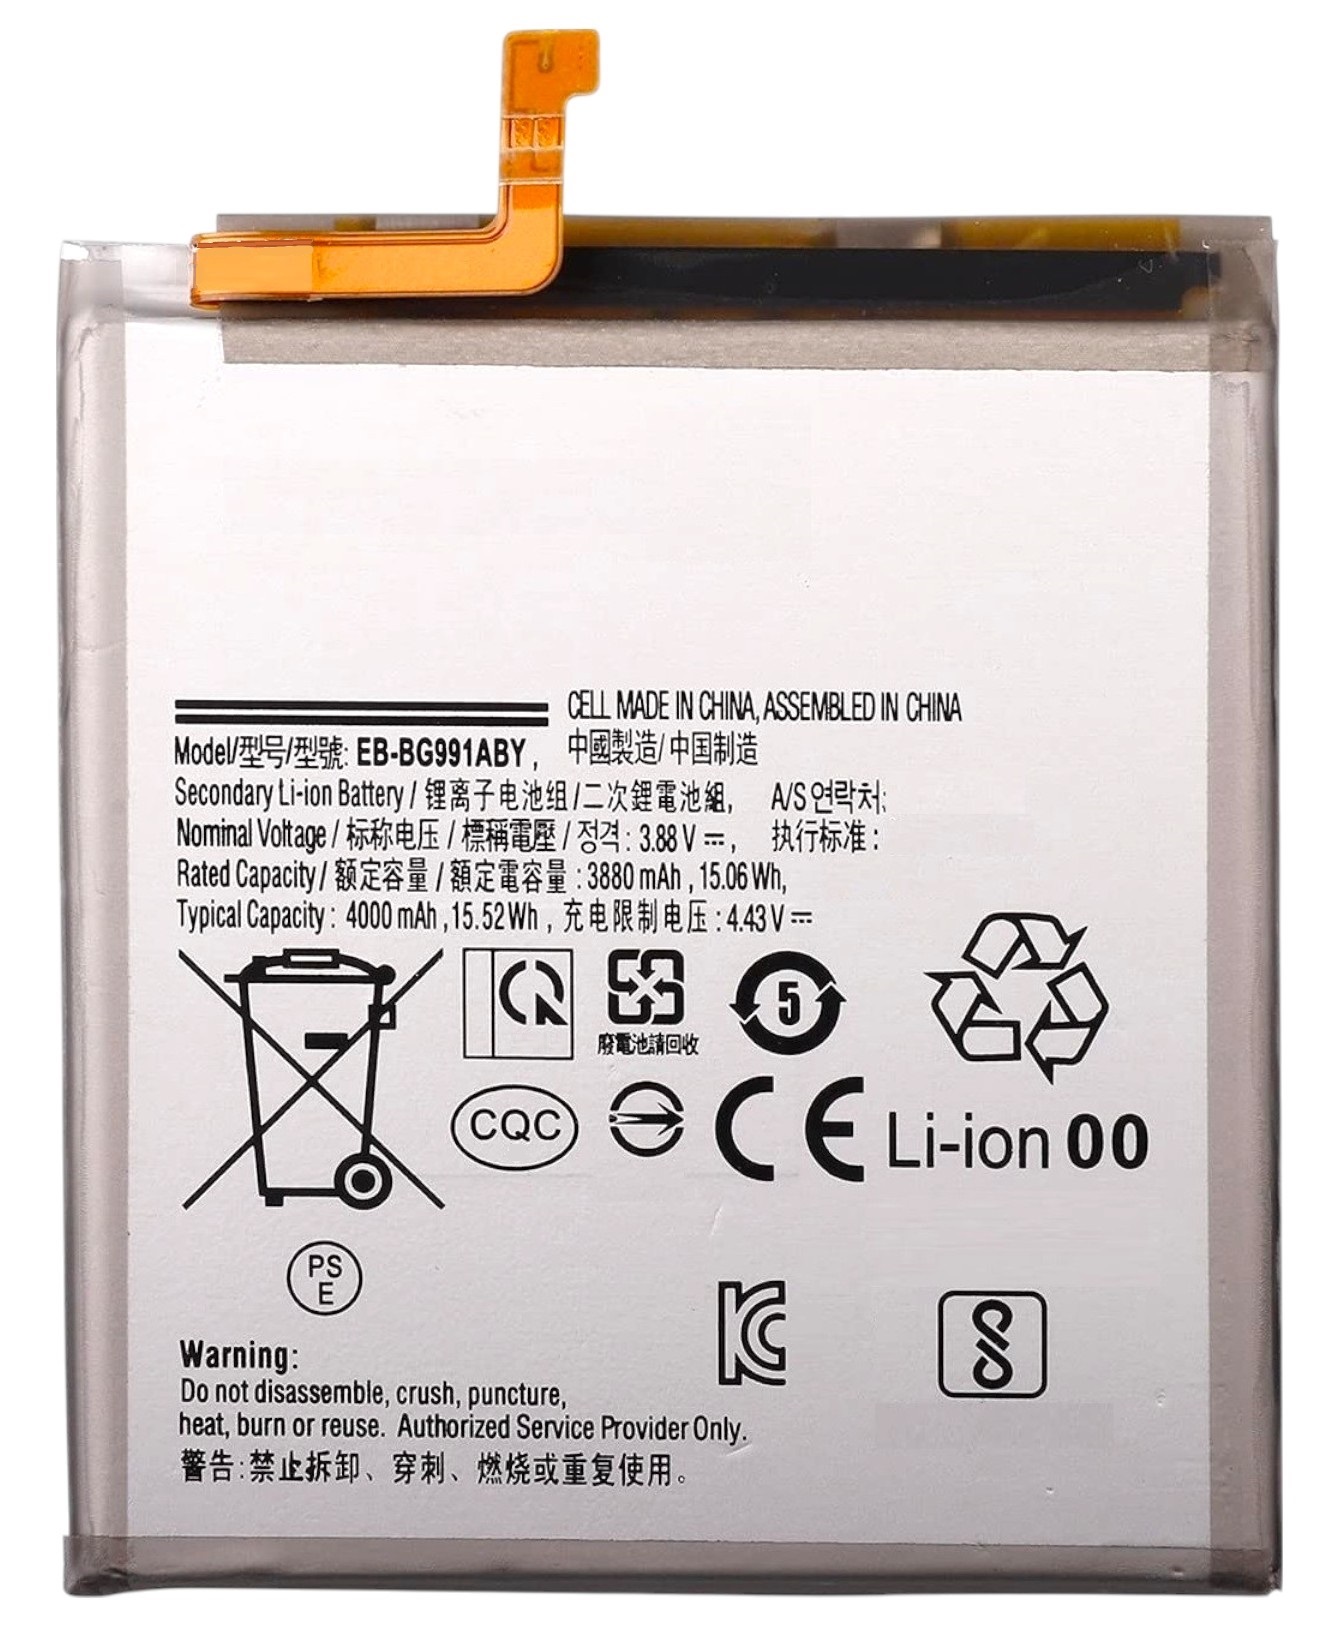 CELL MADE IN CHINA, ASSEMBLED IN CHINA
Model/型号/型號: EB-BG991ABY, 中國製造/中国制造
Secondary Li-ion Battery / 锂离子电池组/二次鋰電池組, A/S연락처:
Nominal Voltage / 标称电压 / 標稱電壓 / 정격: 3.88 V ⎓, 执行标准:
Rated Capacity / 额定容量 / 額定電容量 : 3880 mAh , 15.06 Wh,
Typical Capacity : 4000 mAh , 15.52Wh , 充电限制电压 : 4.43 V ⎓
5
廢電池請回收
CQC
CE
Li-ion 00
PS
E
KC
Warning:
Do not disassemble, crush, puncture,
heat, burn or reuse. Authorized Service Provider Only.
警告:禁止拆卸、穿刺、燃烧或重复使用。